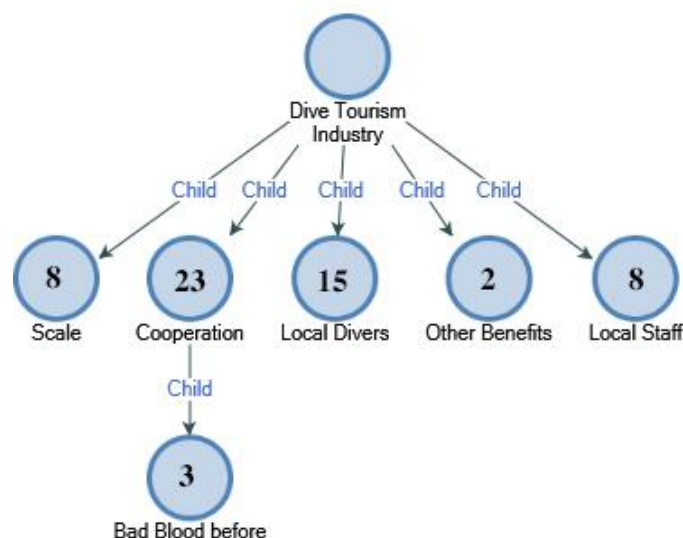 Dive Tourism
Industry
Child Child Child Child Child
8 23 15 2 8
Scale Cooperation Local Divers Other Benefits Local Staff
Child
3
Bad Blood before